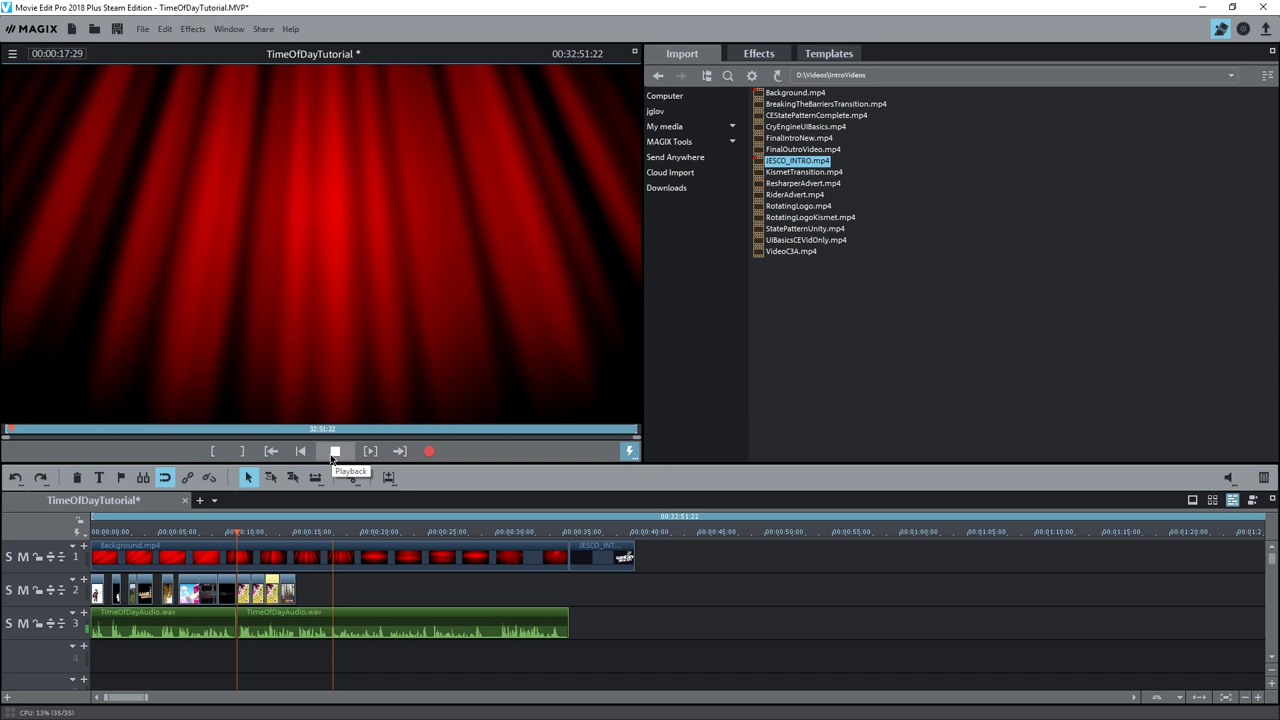 Movie Edit Pro 2018 Plus Steam Edition - TimeOfDayTutorial.MVP*
MAGIX
File Edit Effects Window Share Help
00:00:17:29
TimeOfDayTutorial *
00:32:51:22
Import
Effects
Templates
D:\Videos\IntroVideos
Computer
jglov
My media
MAGIX Tools
Send Anywhere
Cloud Import
Downloads
Background.mp4
BreakingTheBarriersTransition.mp4
CEStatePatternComplete.mp4
CryEngineUIBasics.mp4
FinalIntroNew.mp4
FinalOutroVideo.mp4
JESCO_INTRO.mp4
KismetTransition.mp4
ResharperAdvert.mp4
RiderAdvert.mp4
RotatingLogo.mp4
RotatingLogoKismet.mp4
StatePatternUnity.mp4
UIBasicsCEVidOnly.mp4
VideoC3A.mp4
32:51:22
Playback
TimeOfDayTutorial*
00:32:51:22
00:00:00:00 00:00:05:00 00:00:10:00 00:00:15:00 00:00:20:00 00:00:25:00 00:00:30:00 00:00:35:00 00:00:40:00 00:00:45:00 00:00:50:00 00:00:55:00 00:01:00:00 00:01:05:00 00:01:10:00 00:01:15:00 00:01:20:00 00:01:2
Background.mp4
JESCO_INT...
S M 1
S M 2
TimeOfDayAudio.wav
TimeOfDayAudio.wav
S M 3
4
4%
CPU: 13% (35/35)